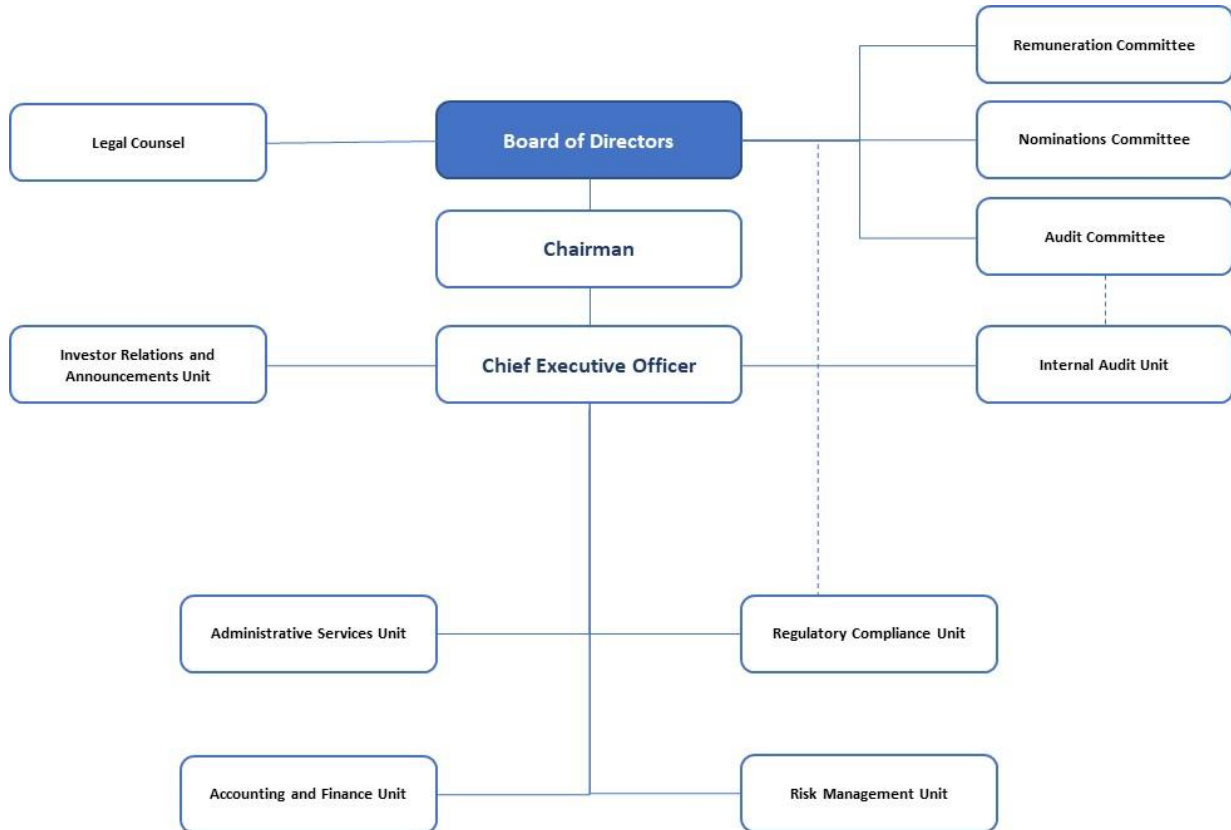 Remuneration Committee
Legal Counsel
Board of Directors
Nominations Committee
Chairman
Audit Committee
Investor Relations and
Announcements Unit
Chief Executive Officer
Internal Audit Unit
Administrative Services Unit
Regulatory Compliance Unit
Accounting and Finance Unit
Risk Management Unit